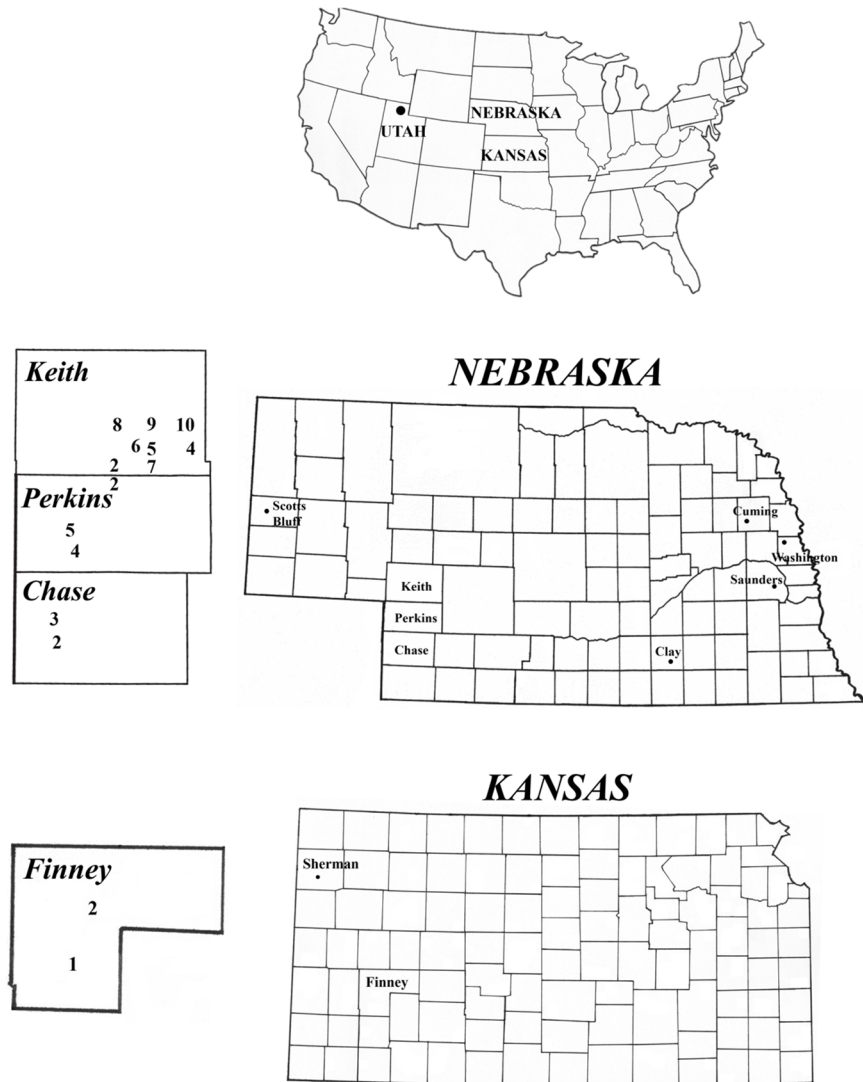 NEBRASKA
UTAH
KANSAS
NEBRASKA
Keith
8 9 10
6 5 4
2 7
2
Perkins
5
4
Chase
3
2
Scotts
Bluff
Cuming
Washington
Saunders
Keith
Perkins
Chase
Clay
KANSAS
Finney
2
1
Sherman
Finney